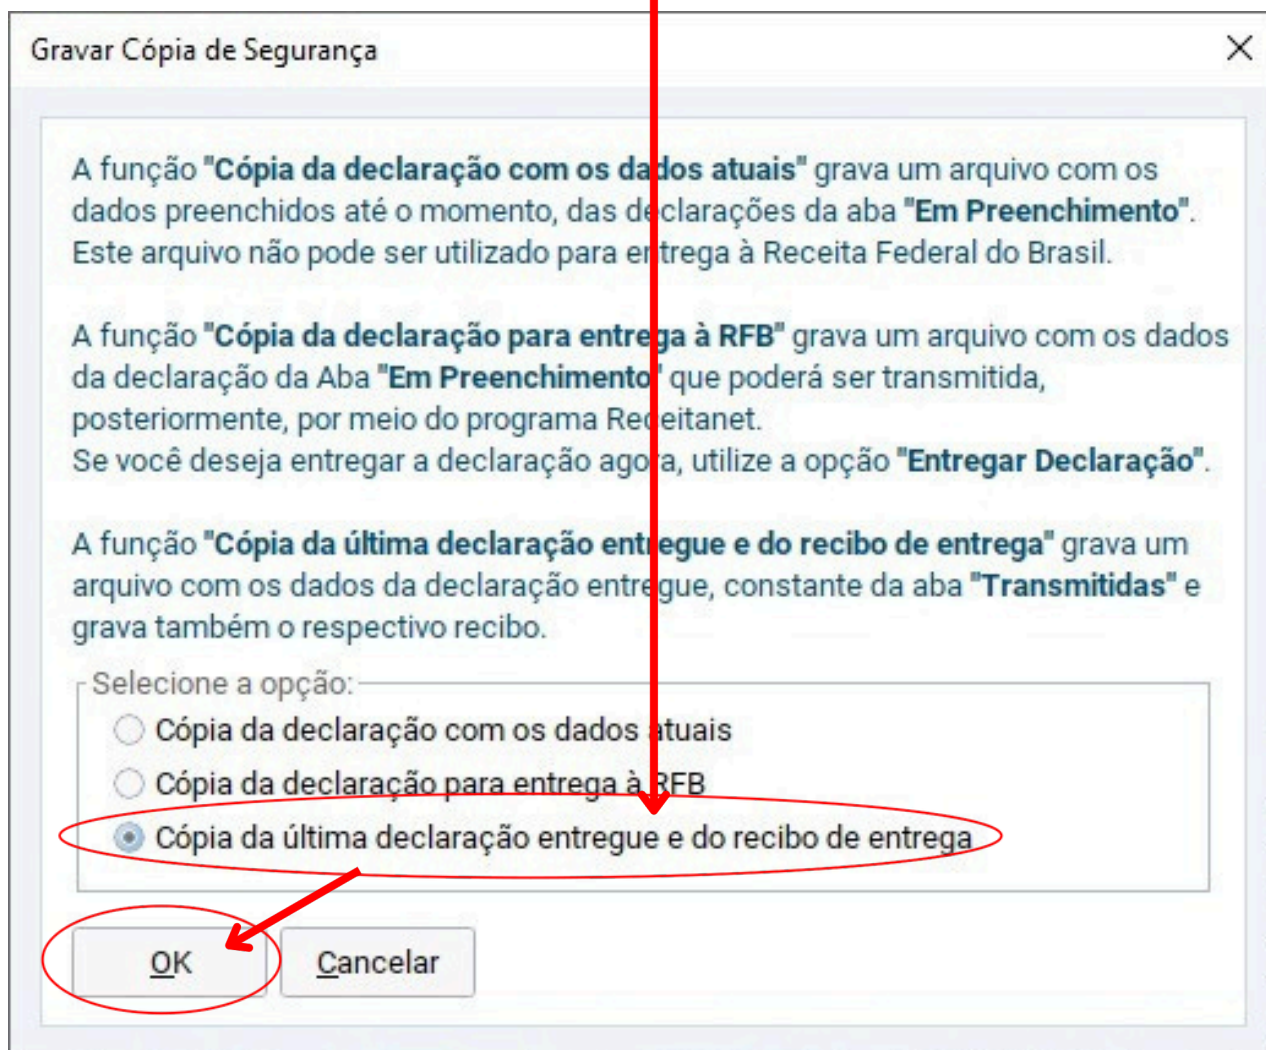 Gravar Cópia de Segurança
A função "Cópia da declaração com os dados atuais" grava um arquivo com os
dados preenchidos até o momento, das declarações da aba "Em Preenchimento".
Este arquivo não pode ser utilizado para entrega à Receita Federal do Brasil.
A função "Cópia da declaração para entrega à RFB" grava um arquivo com os dados
da declaração da Aba "Em Preenchimento" que poderá ser transmitida,
posteriormente, por meio do programa Receitanet.
Se você deseja entregar a declaração agora, utilize a opção "Entregar Declaração".
A função "Cópia da última declaração entregue e do recibo de entrega" grava um
arquivo com os dados da declaração entregue, constante da aba "Transmitidas" e
grava também o respectivo recibo.
Selecione a opção:
Cópia da declaração com os dados atuais
Cópia da declaração para entrega à RFB
Cópia da última declaração entregue e do recibo de entrega
OK Cancelar